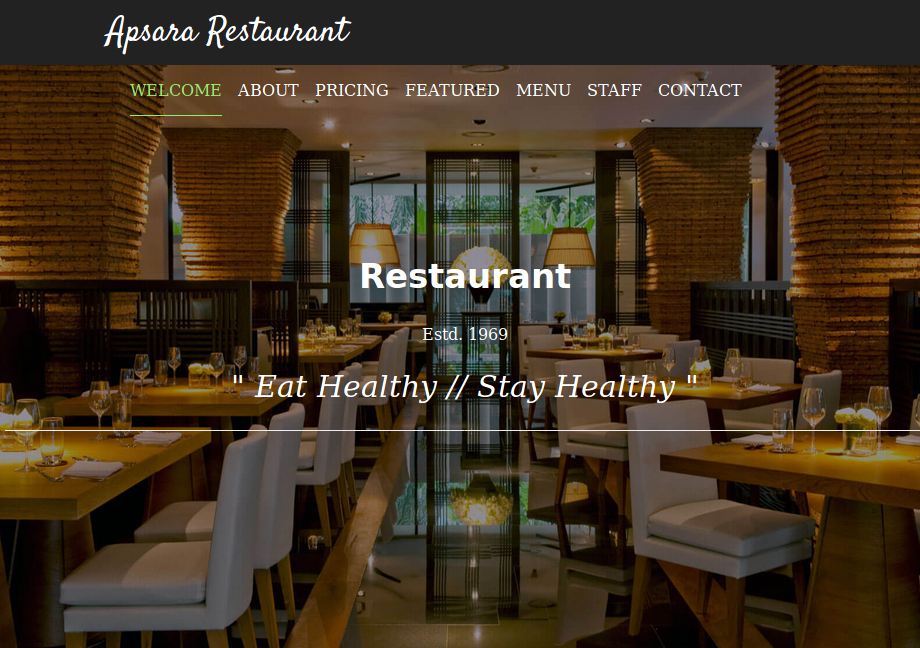 Apsara Restaurant
WELCOME ABOUT PRICING FEATURED MENU STAFF CONTACT
Restaurant
Estd. 1969
" Eat Healthy // Stay Healthy "